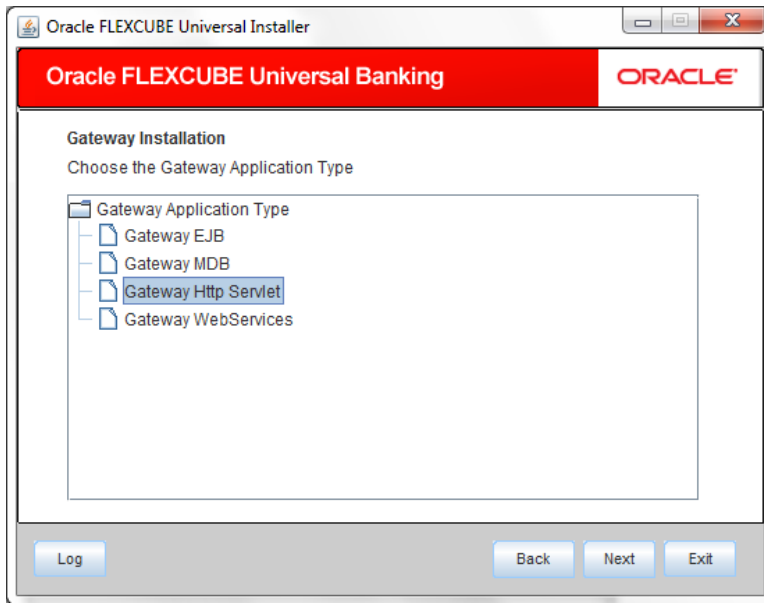 Oracle FLEXCUBE Universal Installer
Oracle FLEXCUBE Universal Banking
ORACLE
Gateway Installation
Choose the Gateway Application Type
Gateway Application Type
Gateway EJB
Gateway MDB
Gateway Http Servlet
Gateway WebServices
Log Back Next Exit